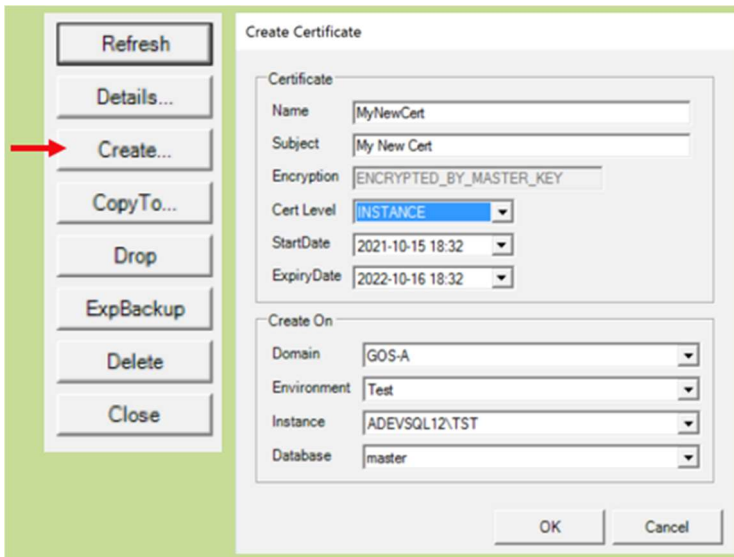 Refresh
Details...
Create...
CopyTo...
Drop
ExpBackup
Delete
Close
Create Certificate
Certificate
Name MyNewCert
Subject My New Cert
Encryption ENCRYPTED_BY_MASTER_KEY
Cert Level INSTANCE
StartDate 2021-10-15 18:32
ExpiryDate 2022-10-16 18:32
Create On
Domain GOS-A
Environment Test
Instance ADEVSQL12\TST
Database master
OK Cancel